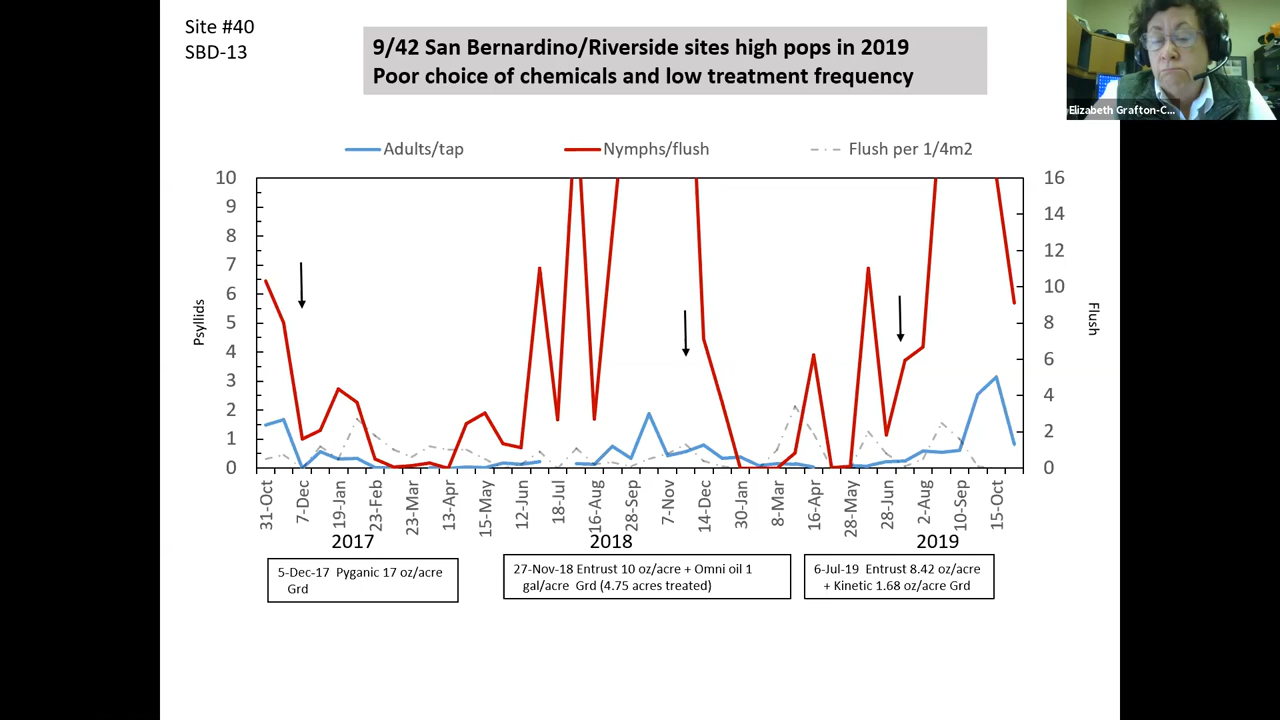 Site #40
SBD-13
9/42 San Bernardino/Riverside sites high pops in 2019
Poor choice of chemicals and low treatment frequency
Elizabeth Grafton-C...
Adults/tap
Nymphs/flush
Flush per 1/4m2
10
9
8
7
6
5
4
3
2
1
0
Psyllids
16
14
12
10
8
6
4
2
0
Flush
31-Oct
7-Dec
19-Jan
23-Feb
23-Mar
13-Apr
15-May
12-Jun
18-Jul
16-Aug
28-Sep
7-Nov
14-Dec
30-Jan
8-Mar
16-Apr
28-May
28-Jun
2-Aug
10-Sep
15-Oct
2017
2018
2019
5-Dec-17 Pyganic 17 oz/acre
Grd
27-Nov-18 Entrust 10 oz/acre + Omni oil 1
gal/acre Grd (4.75 acres treated)
6-Jul-19 Entrust 8.42 oz/acre
+ Kinetic 1.68 oz/acre Grd